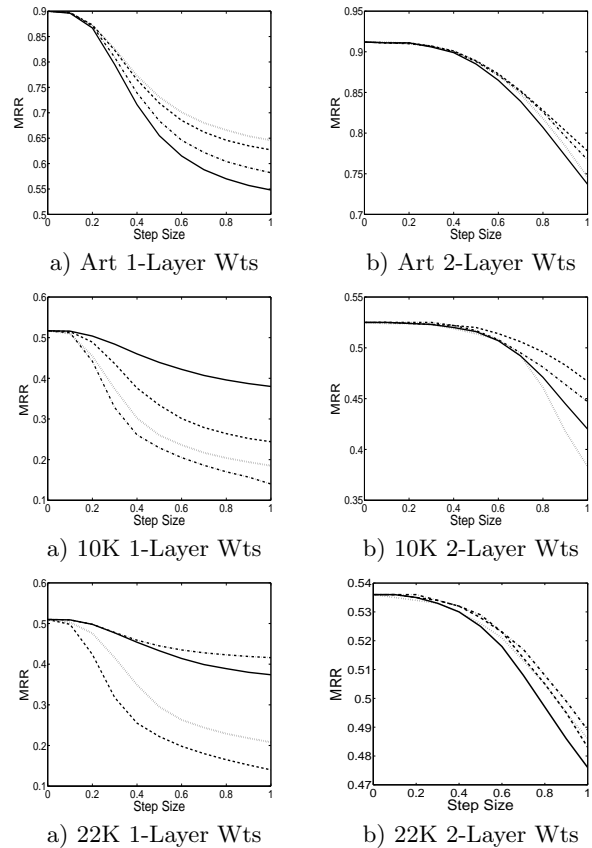 0.9
0.85
0.8
0.75
0.7
0.65
0.6
0.55
0.5
MRR
0 0.2 0.4 0.6 0.8 1
Step Size
a) Art 1-Layer Wts
0.95
0.9
0.85
0.8
0.75
0.7
MRR
0 0.2 0.4 0.6 0.8 1
Step Size
b) Art 2-Layer Wts
0.6
0.5
0.4
0.3
0.2
0.1
MRR
0 0.2 0.4 0.6 0.8 1
Step Size
a) 10K 1-Layer Wts
0.55
0.5
0.45
0.4
0.35
MRR
0 0.2 0.4 0.6 0.8 1
Step Size
b) 10K 2-Layer Wts
0.6
0.5
0.4
0.3
0.2
0.1
MRR
0 0.2 0.4 0.6 0.8 1
Step Size
a) 22K 1-Layer Wts
0.54
0.53
0.52
0.51
0.5
0.49
0.48
0.47
MRR
0 0.2 0.4 0.6 0.8 1
Step Size
b) 22K 2-Layer Wts